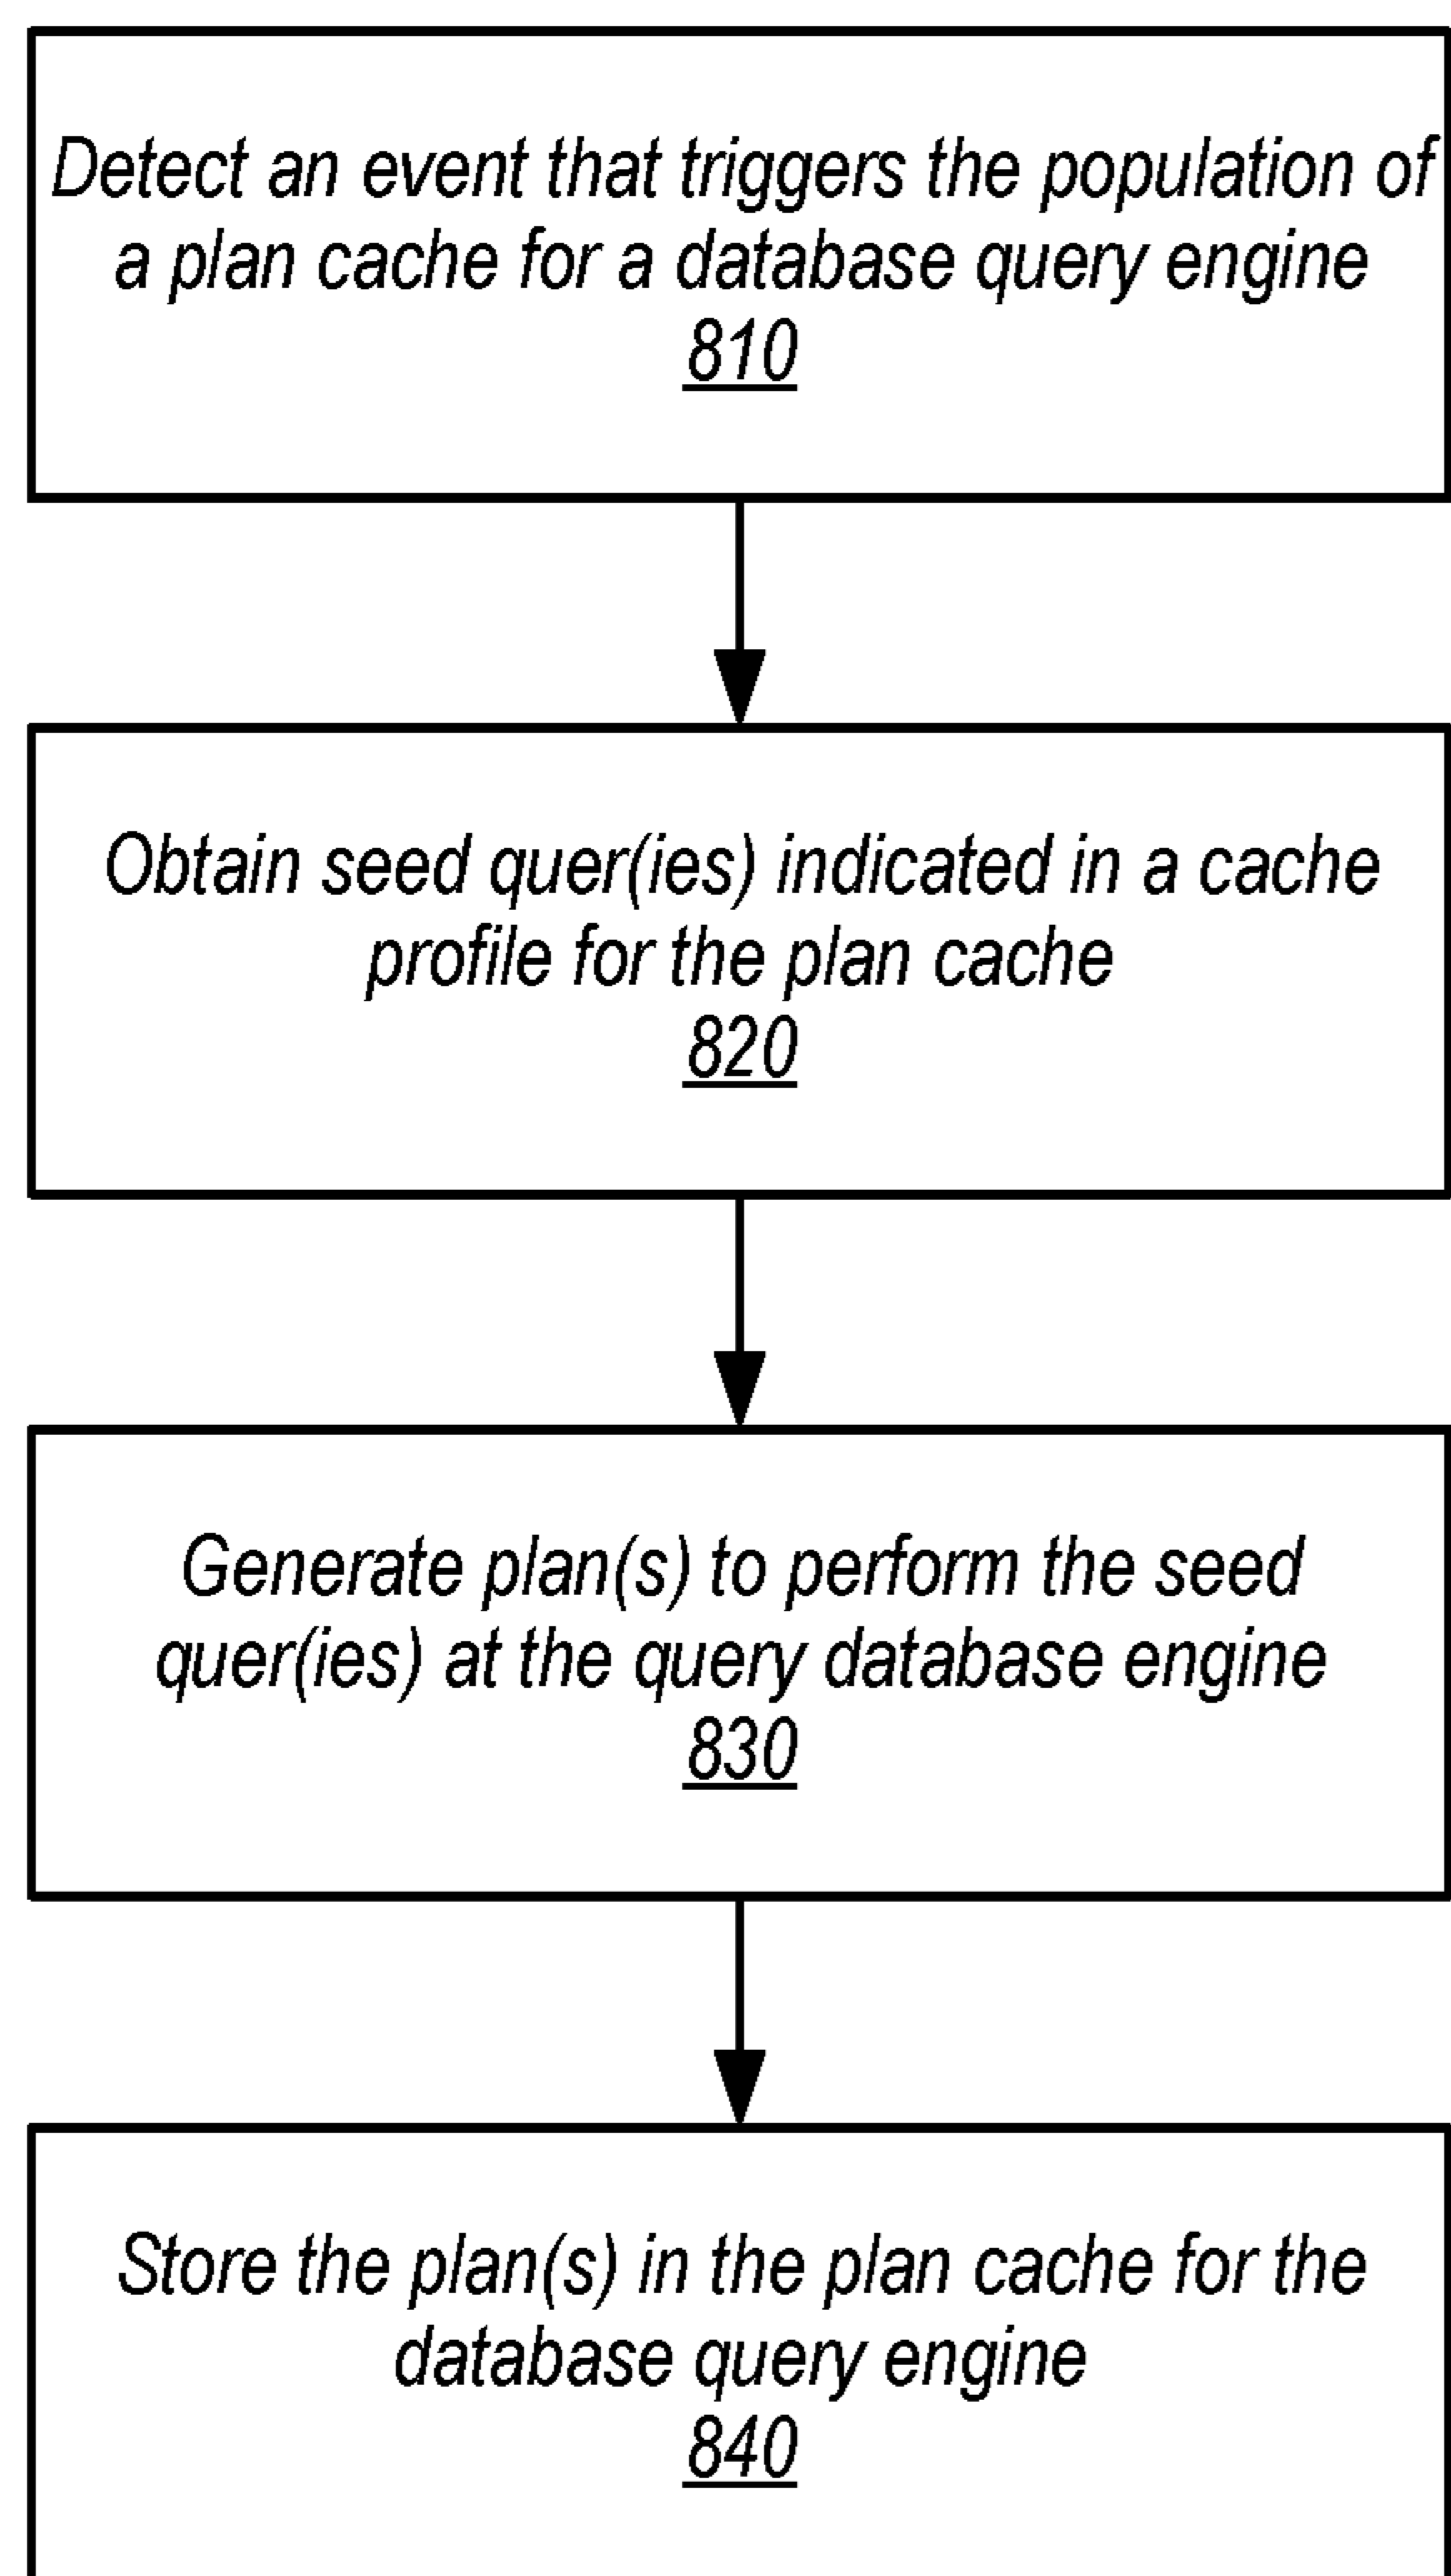 Detect an event that triggers the population of
a plan cache for a database query engine
810
Obtain seed quer(ies) indicated in a cache
profile for the plan cache
820
Generate plan(s) to perform the seed
quer(ies) at the query database engine
830
Store the plan(s) in the plan cache for the
database query engine
840